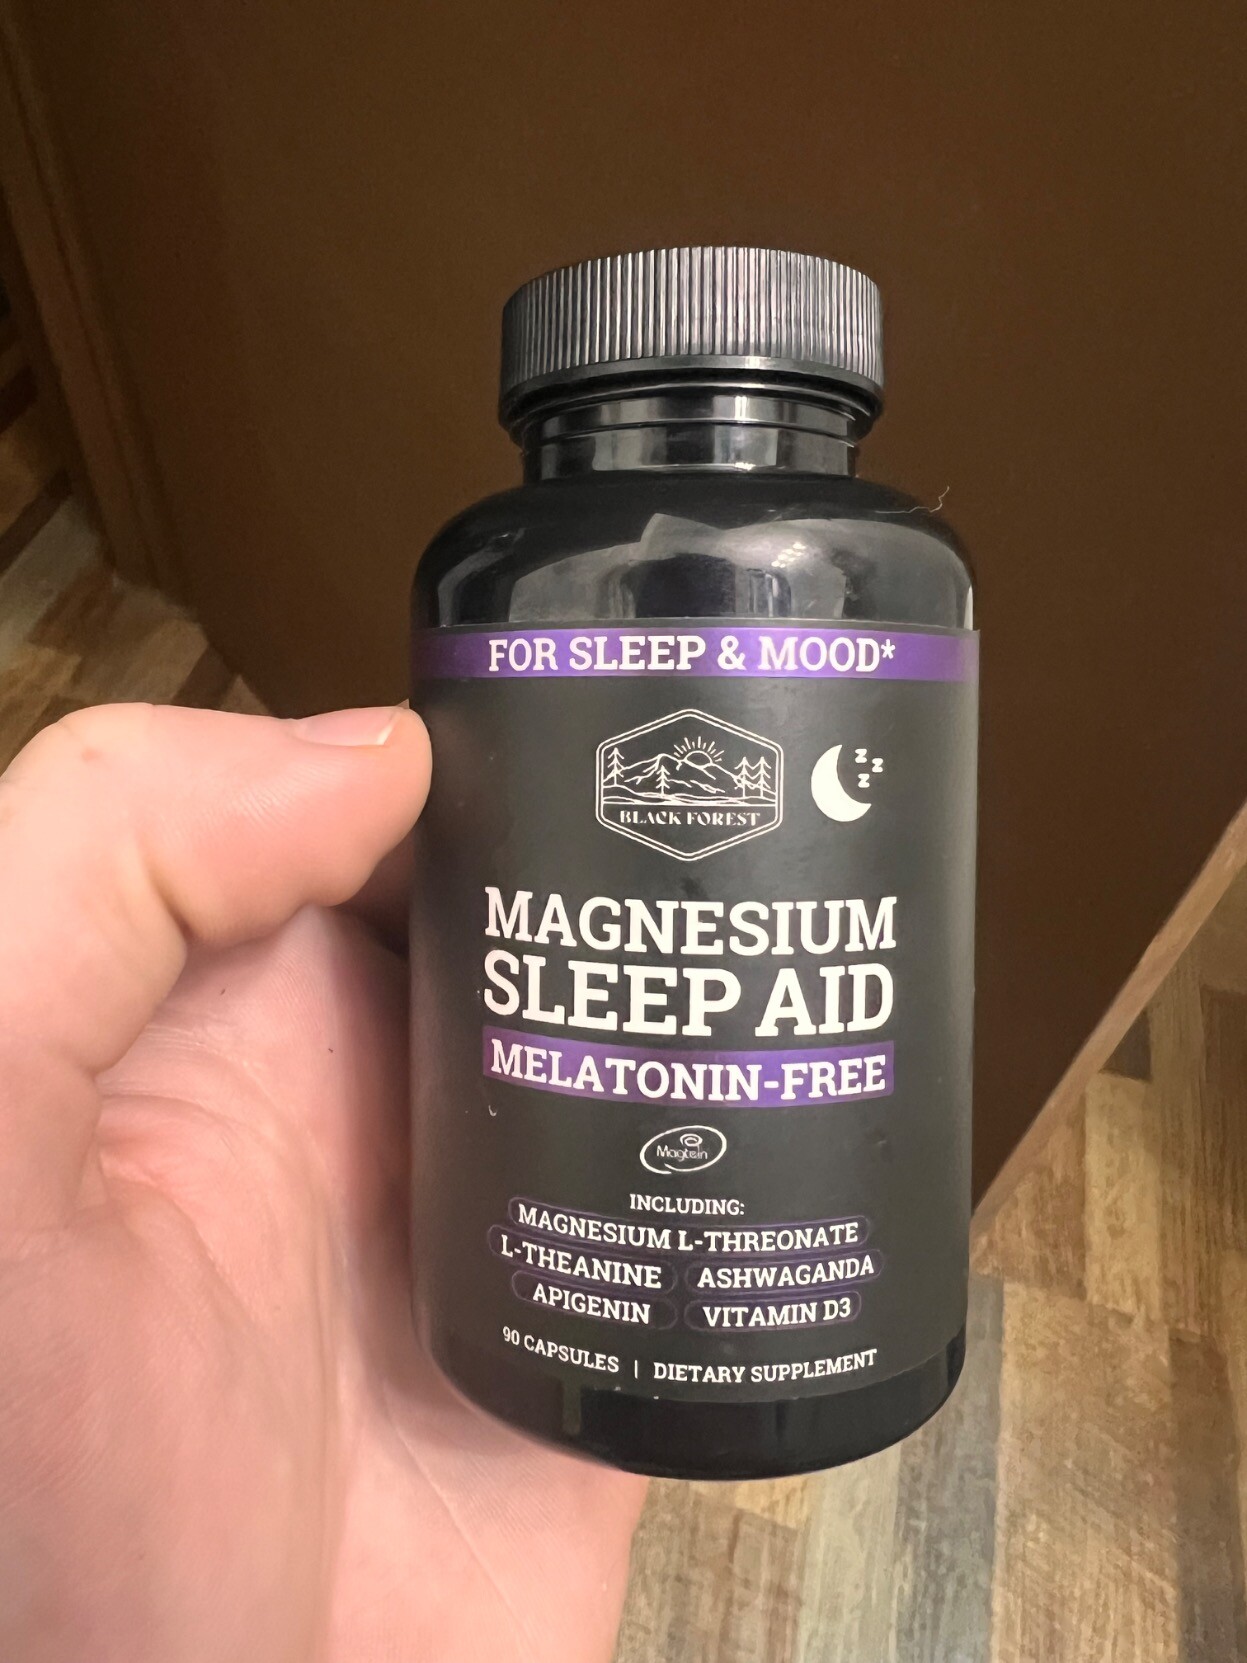 FOR SLEEP & MOOD*
z z
z
BLACK FOREST
MAGNESIUM
SLEEP AID
MELATONIN-FREE
Magtein
INCLUDING:
MAGNESIUM L-THREONATE
L-THEANINE ASHWAGANDA
APIGENIN VITAMIN D3
90 CAPSULES | DIETARY SUPPLEMENT